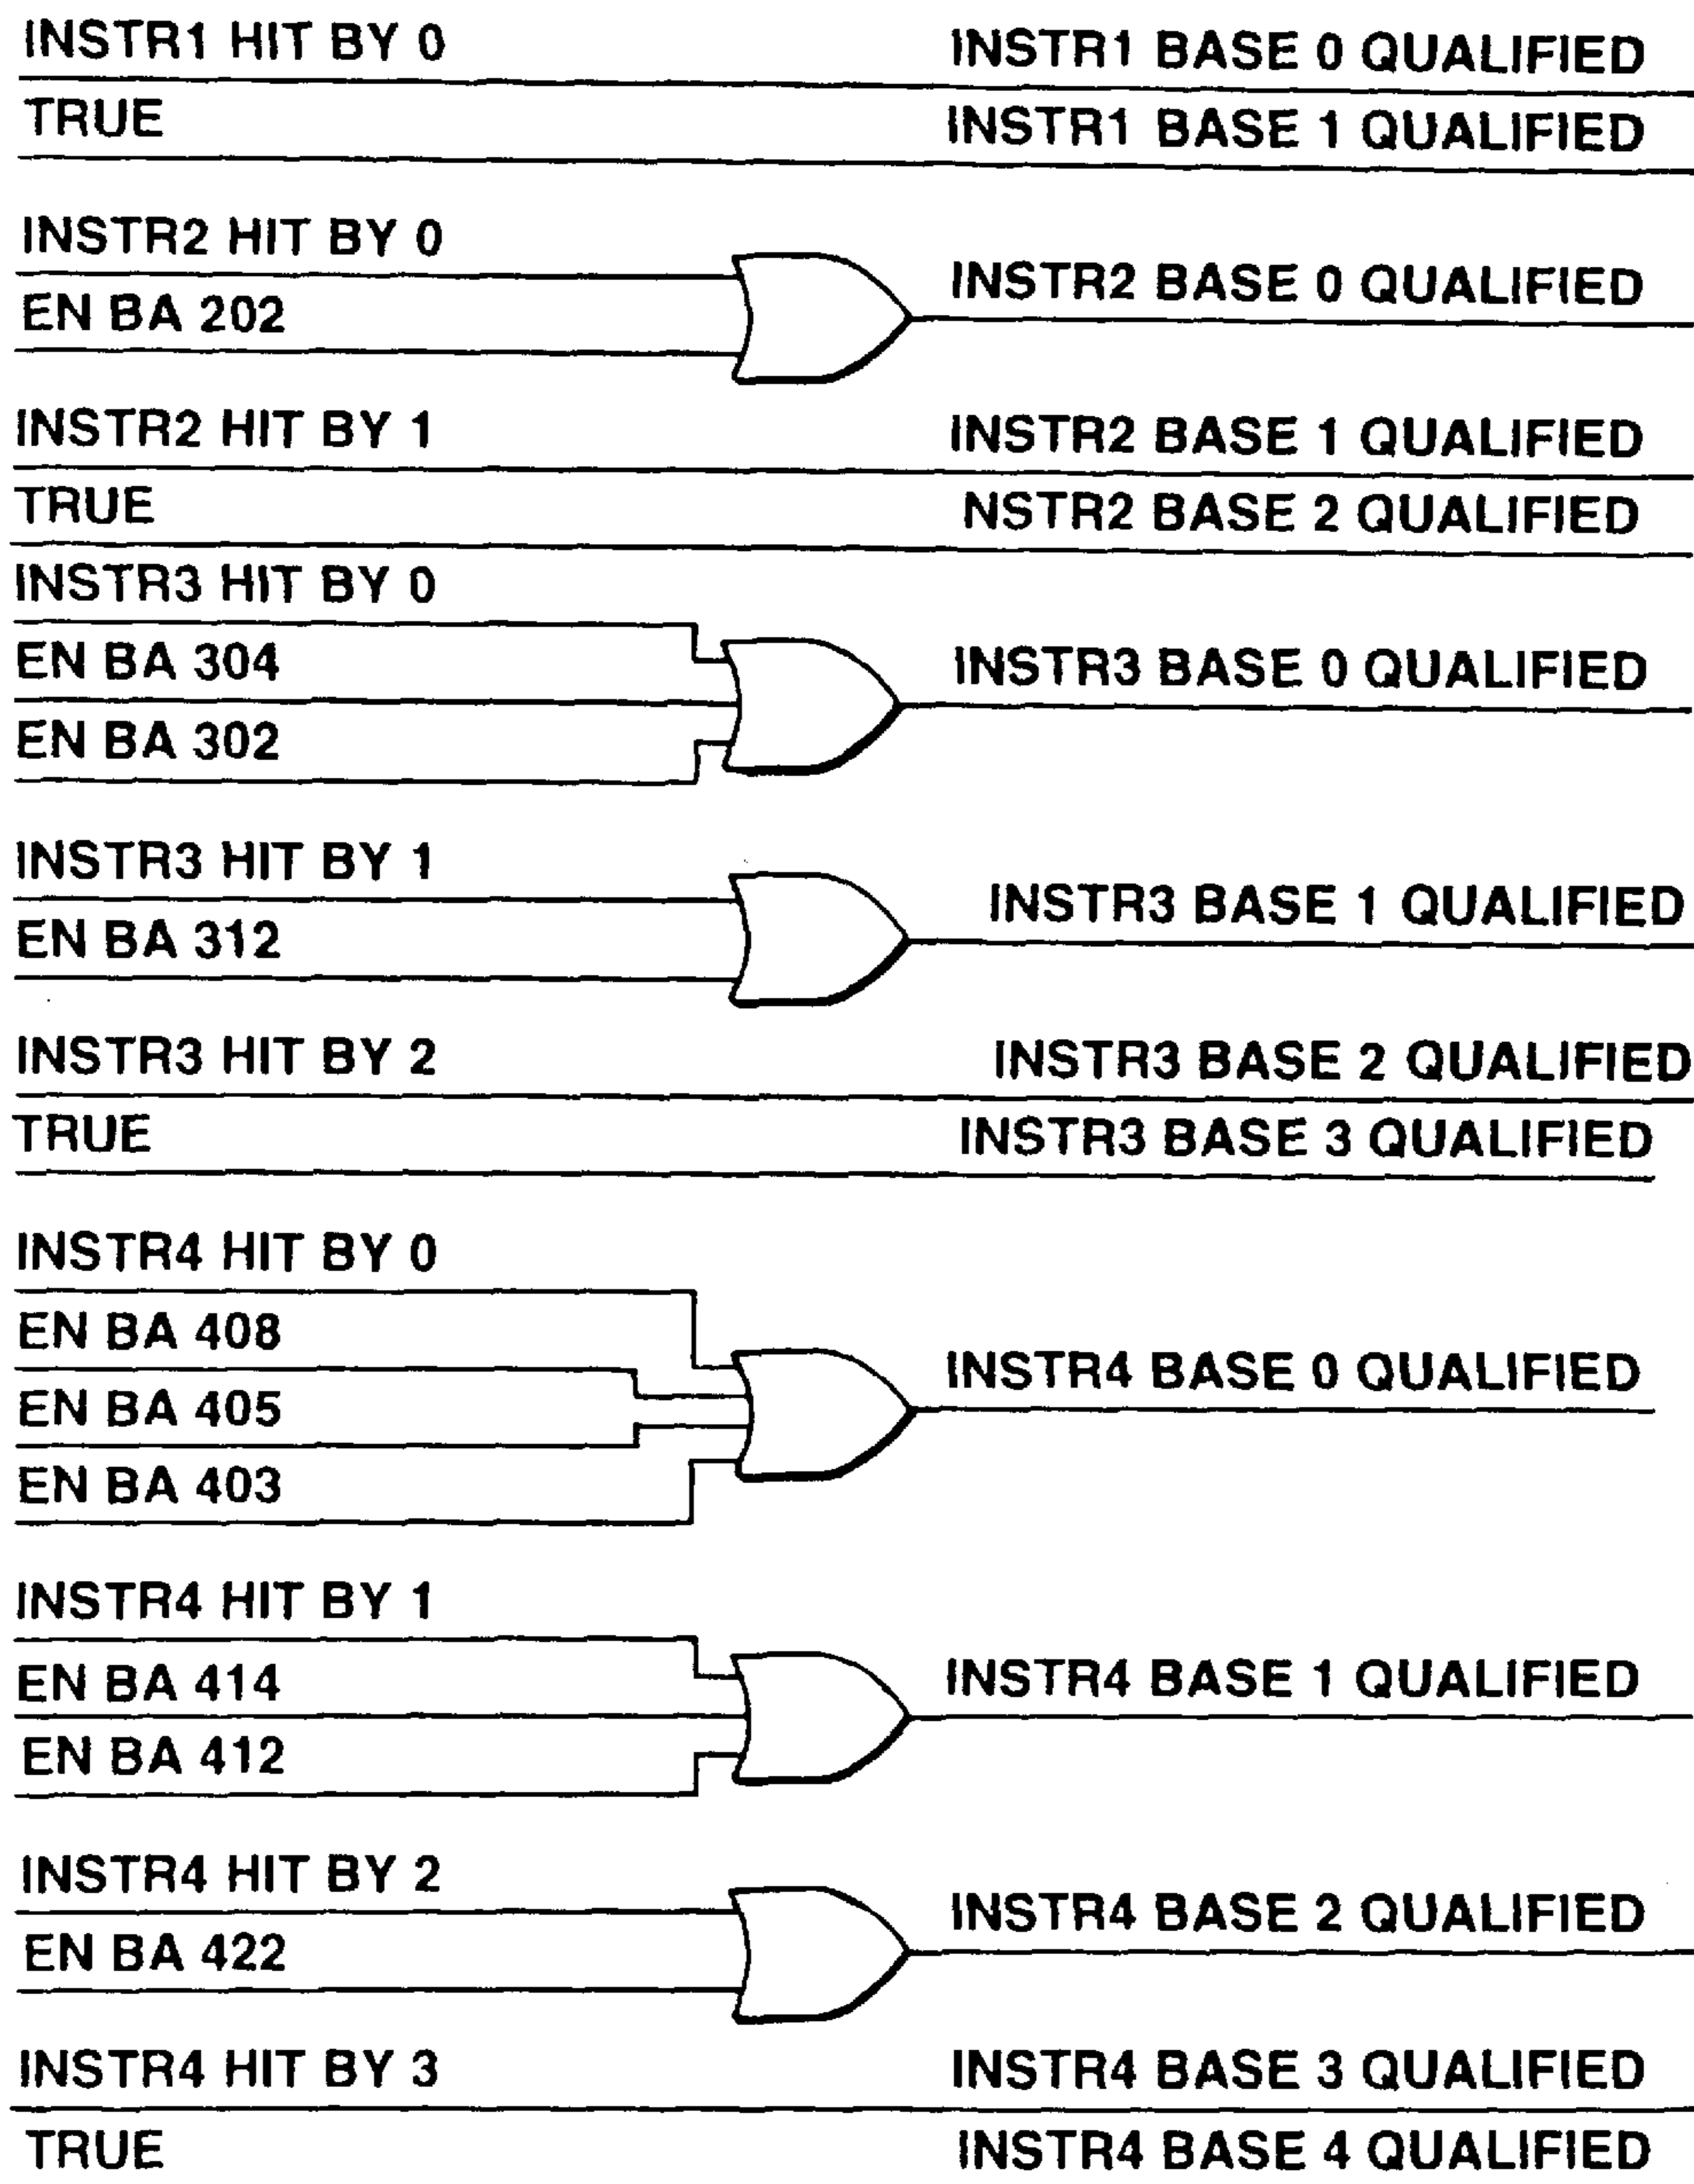 INSTR1 HIT BY 0 INSTR1 BASE 0 QUALIFIED
TRUE INSTR1 BASE 1 QUALIFIED
INSTR2 HIT BY 0
INSTR2 BASE 0 QUALIFIED
EN BA 202
INSTR2 HIT BY 1 INSTR2 BASE 1 QUALIFIED
TRUE NSTR2 BASE 2 QUALIFIED
INSTR3 HIT BY 0
EN BA 304 INSTR3 BASE 0 QUALIFIED
EN BA 302
INSTR3 HIT BY 1
INSTR3 BASE 1 QUALIFIED
EN BA 312
INSTR3 HIT BY 2 INSTR3 BASE 2 QUALIFIED
TRUE INSTR3 BASE 3 QUALIFIED
INSTR4 HIT BY 0
EN BA 408
INSTR4 BASE 0 QUALIFIED
EN BA 405
EN BA 403
INSTR4 HIT BY 1
EN BA 414 INSTR4 BASE 1 QUALIFIED
EN BA 412
INSTR4 HIT BY 2
INSTR4 BASE 2 QUALIFIED
EN BA 422
INSTR4 HIT BY 3 INSTR4 BASE 3 QUALIFIED
TRUE INSTR4 BASE 4 QUALIFIED